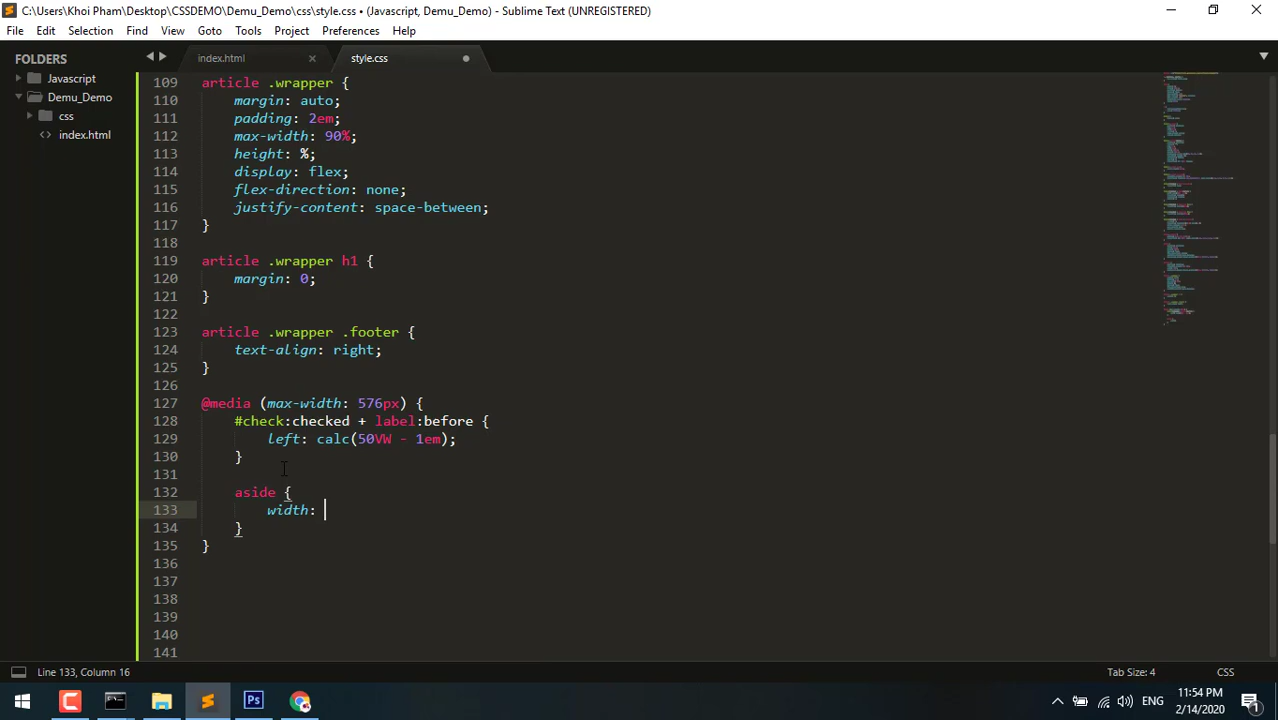 C:\Users\Khoi Pham\Desktop\CSSDEMO\Demu_Demo\css\style.css • (Javascript, Demu_Demo) - Sublime Text (UNREGISTERED)
File Edit Selection Find View Goto Tools Project Preferences Help
FOLDERS
Javascript
Demu_Demo
css
index.html
index.html style.css
109 article .wrapper {
110 margin: auto;
111 padding: 2em;
112 max-width: 90%;
113 height: %;
114 display: flex;
115 flex-direction: none;
116 justify-content: space-between;
117 }
118
119 article .wrapper h1 {
120 margin: 0;
121 }
122
123 article .wrapper .footer {
124 text-align: right;
125 }
126
127 @media (max-width: 576px) {
128 #check:checked + label:before {
129 left: calc(50VW - 1em);
130 }
131
132 aside {
133 width:
134 }
135 }
136
137
138
139
140
141
Line 133, Column 16 Tab Size: 4 CSS
ENG 11:54 PM 2/14/2020